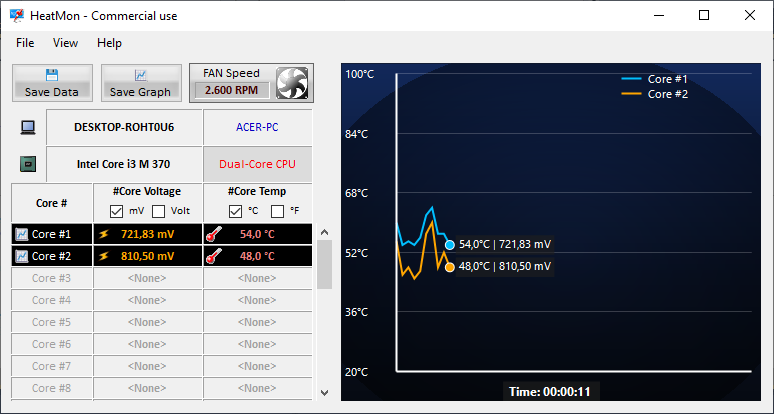 HeatMon - Commercial use
File View Help
Save Data
Save Graph
FAN Speed
2.600 RPM
DESKTOP-ROHT0U6 ACER-PC
Intel Core i3 M 370 Dual-Core CPU
Core # #Core Voltage #Core Temp
mV Volt °C °F
Core #1 721,83 mV 54,0 °C
Core #2 810,50 mV 48,0 °C
Core #3 <None> <None>
Core #4 <None> <None>
Core #5 <None> <None>
Core #6 <None> <None>
Core #7 <None> <None>
Core #8 <None> <None>
100°C
84°C
68°C
52°C
36°C
20°C
Core #1
Core #2
54,0°C | 721,83 mV
48,0°C | 810,50 mV
Time: 00:00:11